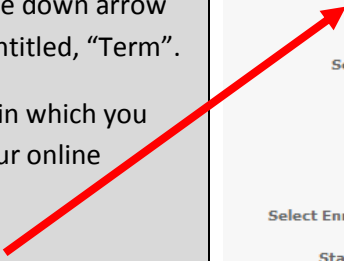 e down arrow
ntitled, “Term”.
in which you
ur online
Se
Select Enr
Sta